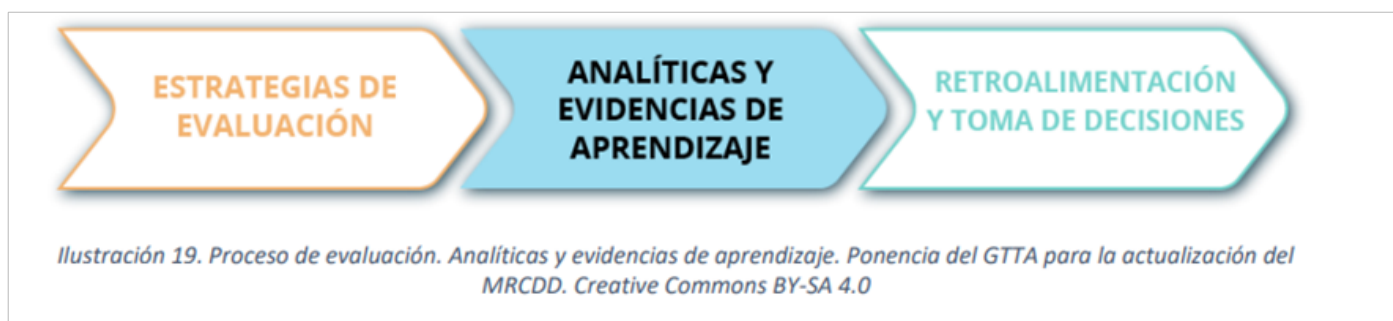 ESTRATEGIAS DE
EVALUACIÓN
ANALÍTICAS Y
EVIDENCIAS DE
APRENDIZAJE
RETROALIMENTACIÓN
Y TOMA DE DECISIONES
Ilustración 19. Proceso de evaluación. Analíticas y evidencias de aprendizaje. Ponencia del GTTA para la actualización del
MRCDD. Creative Commons BY-SA 4.0